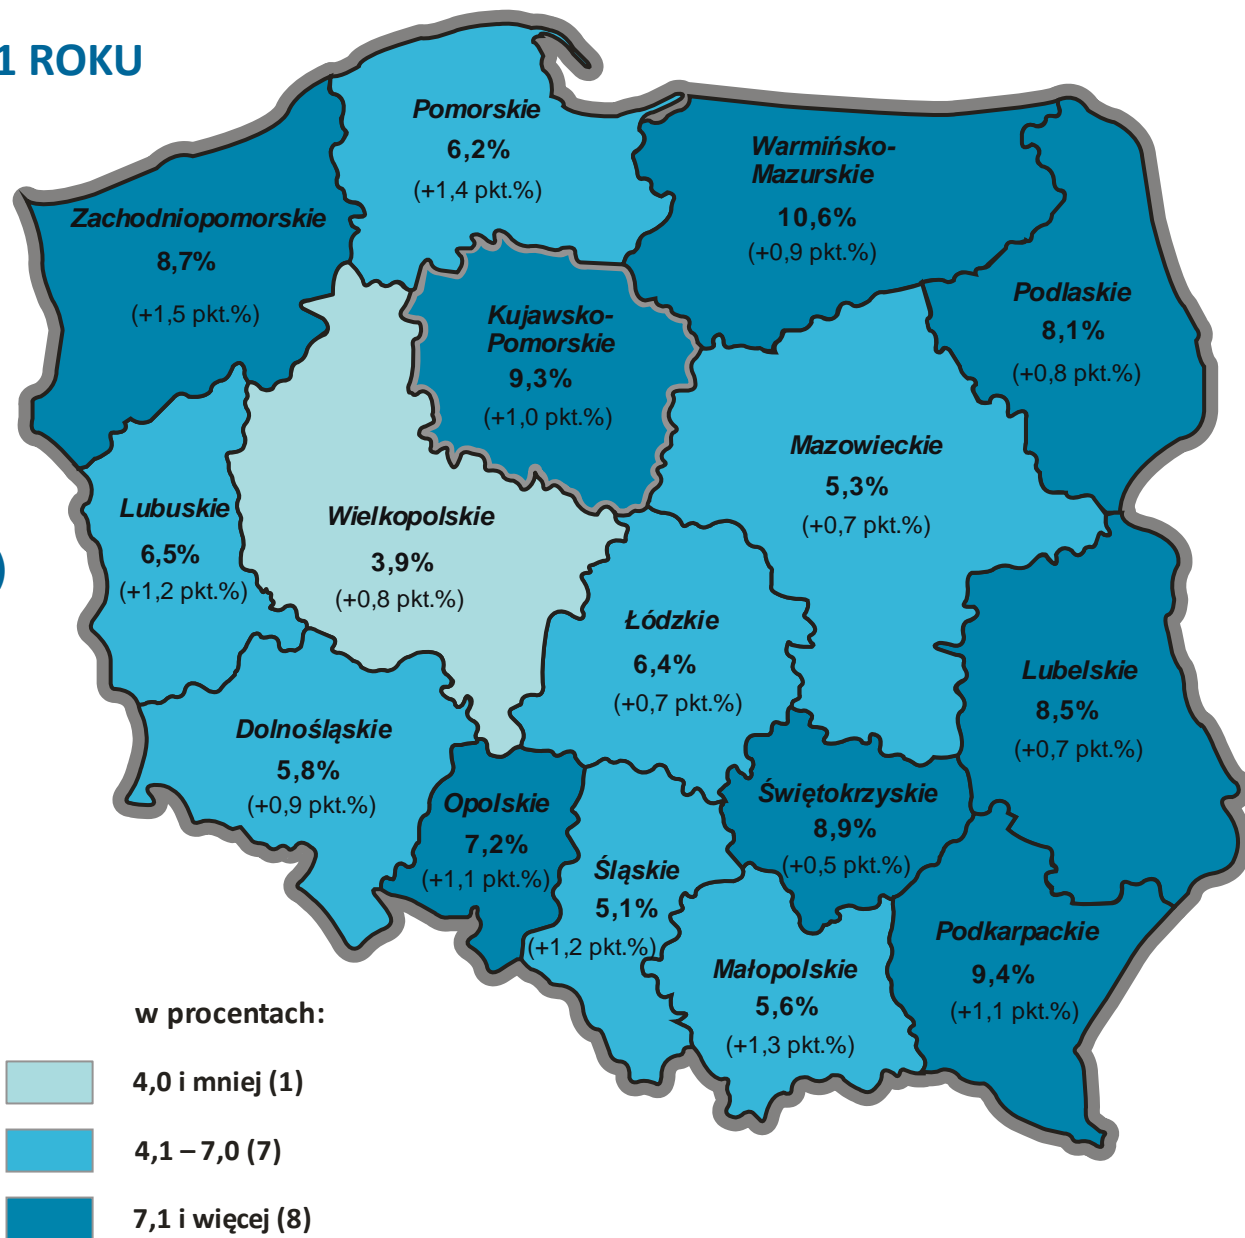 1 ROKU
Pomorskie
6,2%
(+1,4 pkt.%)
Warmińsko-
Mazurskie
10,6%
(+0,9 pkt.%)
Zachodniopomorskie
8,7%
(+1,5 pkt.%)
Kujawsko-
Pomorskie
9,3%
(+1,0 pkt.%)
Podlaskie
8,1%
(+0,8 pkt.%)
Mazowieckie
5,3%
(+0,7 pkt.%)
Lubuskie
6,5%
(+1,2 pkt.%)
Wielkopolskie
3,9%
(+0,8 pkt.%)
)
Łódzkie
6,4%
(+0,7 pkt.%)
Lubelskie
8,5%
(+0,7 pkt.%)
Dolnośląskie
5,8%
(+0,9 pkt.%)
Opolskie
7,2%
(+1,1 pkt.%)
Świętokrzyskie
8,9%
(+0,5 pkt.%)
Śląskie
5,1%
(+1,2 pkt.%)
Małopolskie
5,6%
(+1,3 pkt.%)
Podkarpackie
9,4%
(+1,1 pkt.%)
w procentach:
4,0 i mniej (1)
4,1 – 7,0 (7)
7,1 i więcej (8)